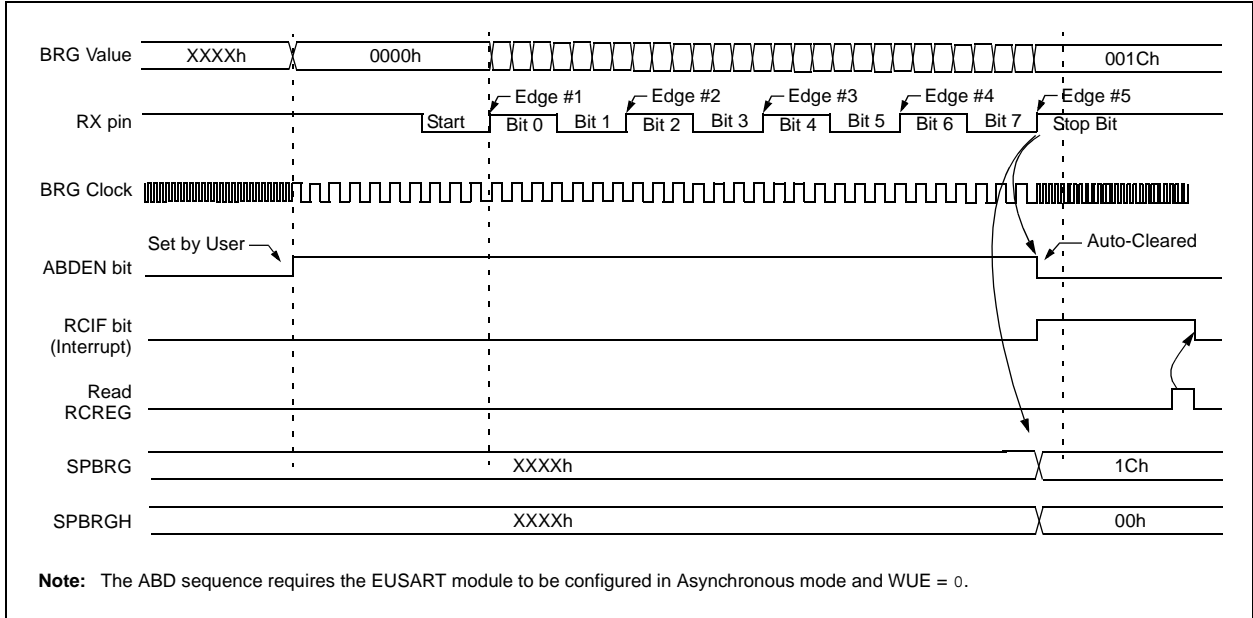 BRG Value XXXXh 0000h 001Ch
Edge #1 Edge #2 Edge #3 Edge #4 Edge #5
RX pin Start Bit 0 Bit 1 Bit 2 Bit 3 Bit 4 Bit 5 Bit 6 Bit 7 Stop Bit
BRG Clock
Set by User Auto-Cleared
ABDEN bit
RCIF bit
(Interrupt)
Read
RCREG
SPBRG XXXXh 1Ch
SPBRGH XXXXh 00h
Note: The ABD sequence requires the EUSART module to be configured in Asynchronous mode and WUE = 0.